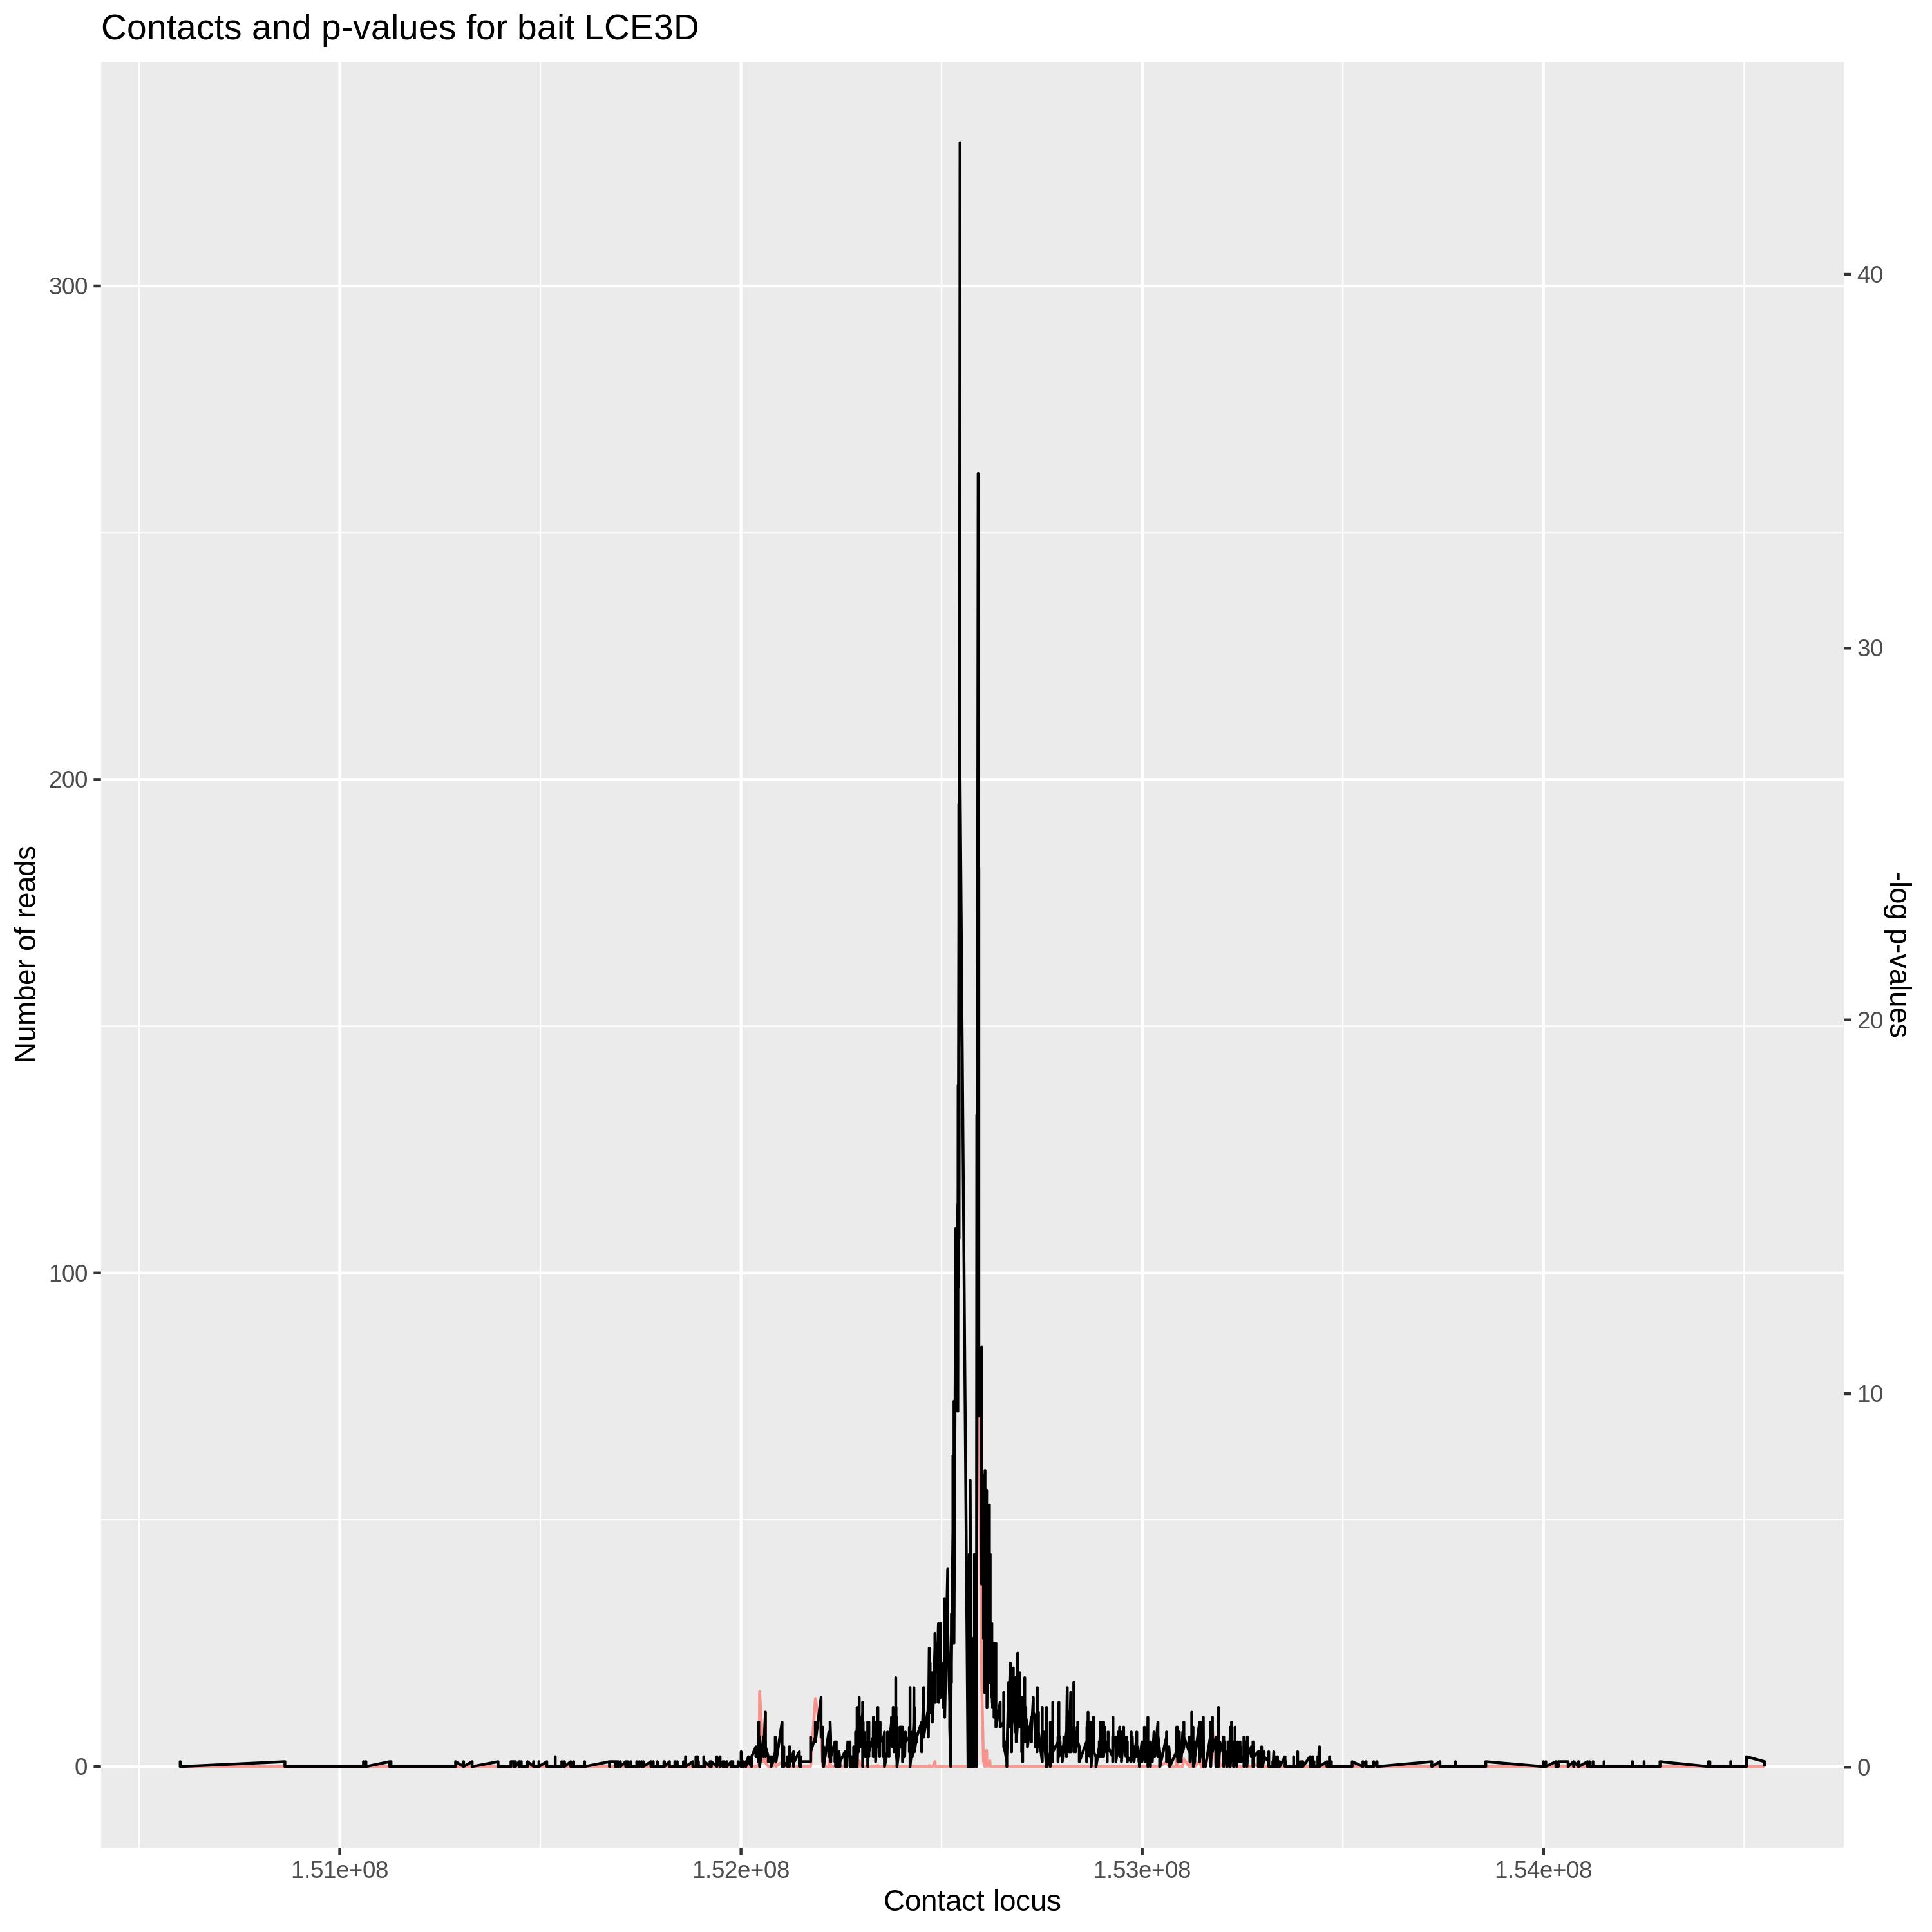 Contacts and p-values for bait LCE3D
Number of reads
300
200
100
0
40
30
20
10
0
-log p-values
1.51e+08
1.52e+08
1.53e+08
1.54e+08
Contact locus